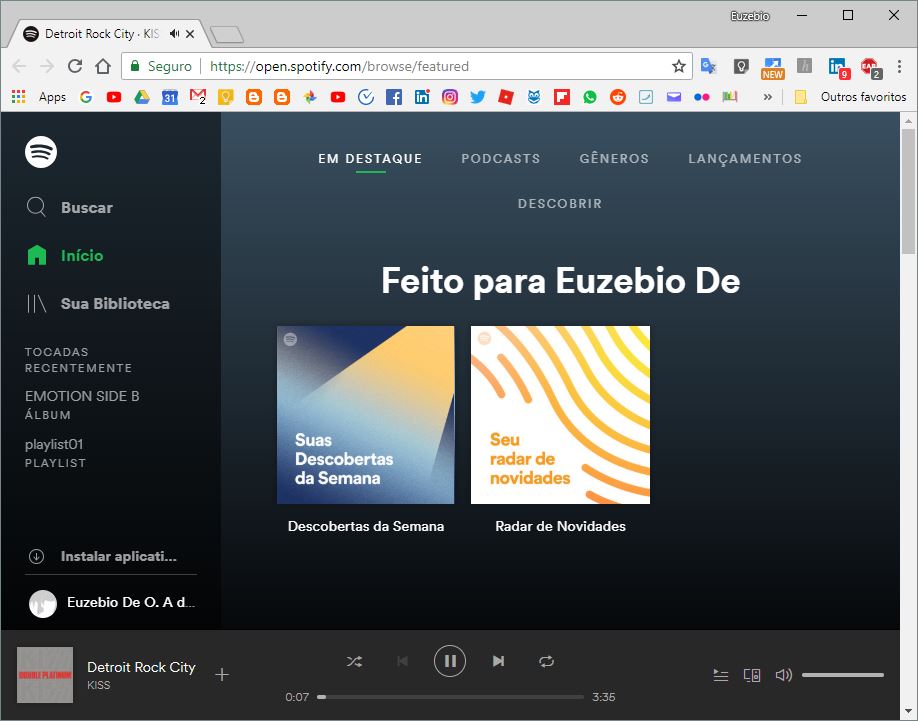 Euzebio
Detroit Rock City · KIS
Seguro
https://open.spotify.com/browse/featured
NEW
h
9
EAB
2
Apps
31
2
Outros favoritos
EM DESTAQUE
PODCASTS
GÊNEROS
LANÇAMENTOS
DESCOBRIR
Buscar
Início
Sua Biblioteca
TOCADAS
RECENTEMENTE
EMOTION SIDE B
ÁLBUM
playlist01
PLAYLIST
Instalar aplicati...
Euzebio De O. A d...
Feito para Euzebio De
Suas
Descobertas
da Semana
Descobertas da Semana
Seu
radar de
novidades
Radar de Novidades
DOUBLE PLATINUM
Detroit Rock City
KISS
0:07
3:35